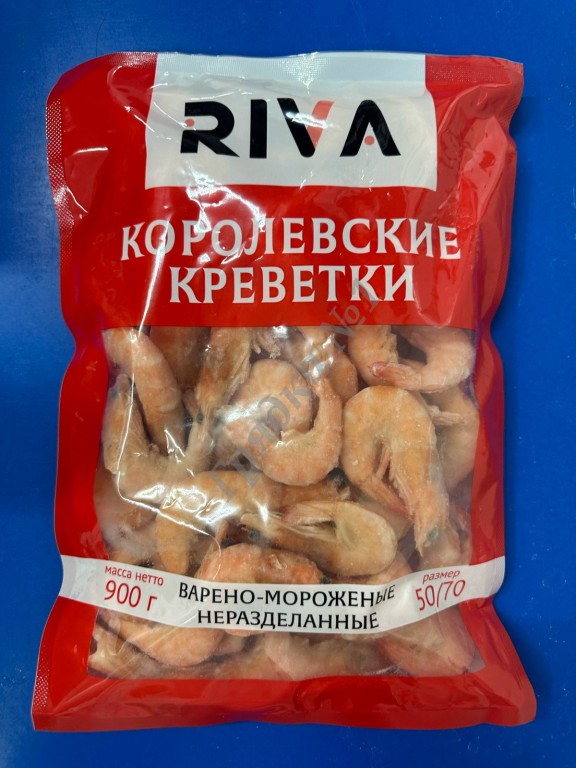 RIVA
КОРОЛЕВСКИЕ
КРЕВЕТКИ
масса нетто
900 г
ВАРЕНО-МОРОЖЕНЫЕ
НЕРАЗДЕЛАННЫЕ
размер
50/70